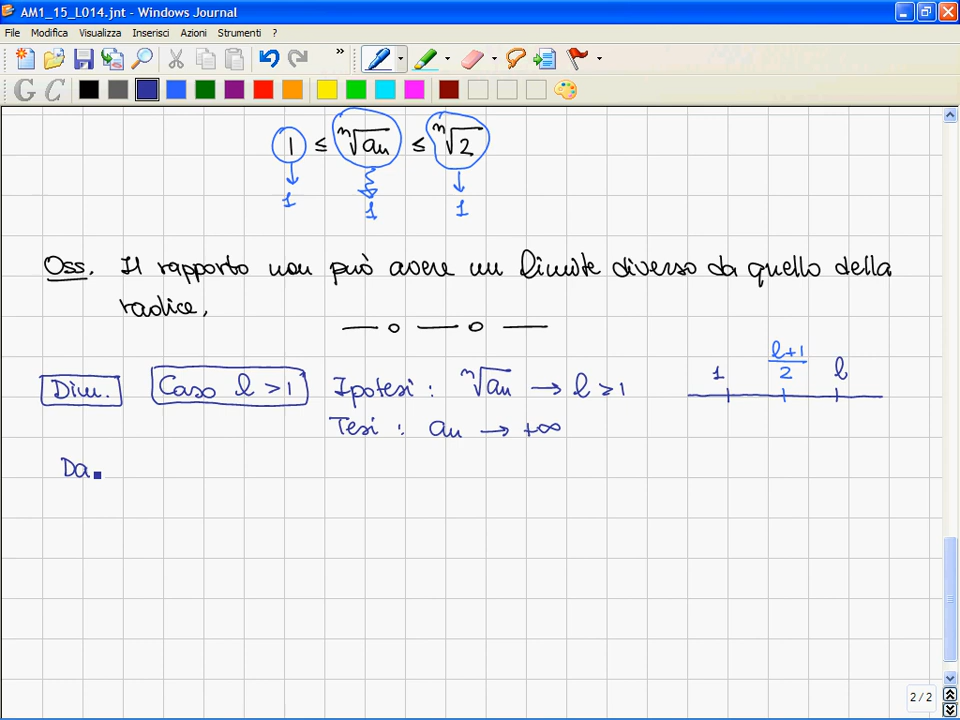 AM1_15_L014.jnt - Windows Journal
File Modifica Visualizza Inserisci Azioni Strumenti ?
G C
1 ≤ ⁿ√an ≤ ⁿ√2
1 1 1
Oss. Il rapporto non può avere un limite diverso da quello della
radice.
Dim. Caso l > 1 Ipotesi : ⁿ√an → l > 1
Tesi : an → +∞
1 (l+1)/2 l
Da
2 / 2